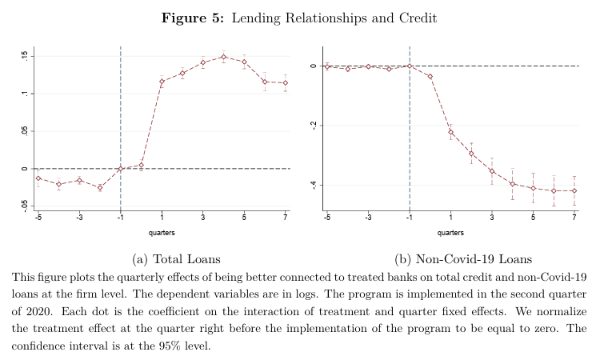 Figure 5: Lending Relationships and Credit
.15
.1
.05
0
-.05
-5
-3
-1
1
3
5
7
quarters
(a) Total Loans
0
-.2
-.4
-5
-3
-1
1
3
5
7
quarters
(b) Non-Covid-19 Loans
This figure plots the quarterly effects of being better connected to treated banks on total credit and non-Covid-19
loans at the firm level. The dependent variables are in logs. The program is implemented in the second quarter
of 2020. Each dot is the coefficient on the interaction of treatment and quarter fixed effects. We normalize
the treatment effect at the quarter right before the implementation of the program to be equal to zero. The
confidence interval is at the 95% level.